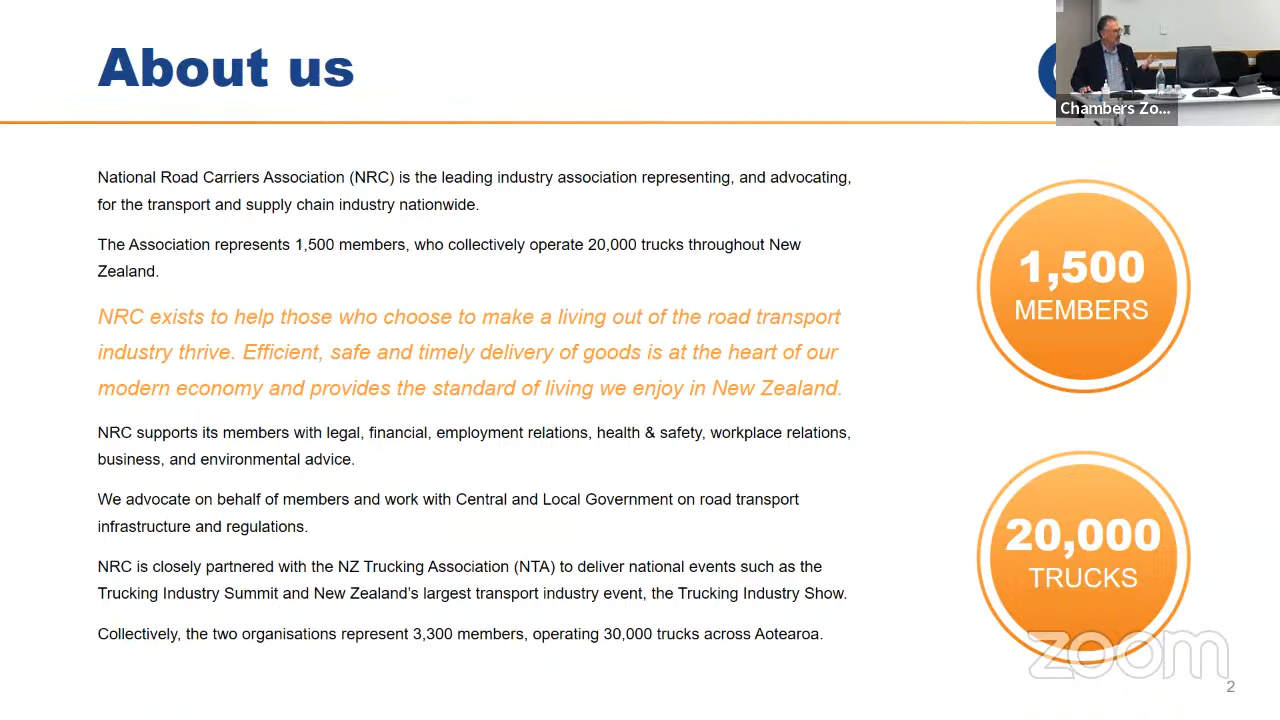 About us
Chambers Zo...
National Road Carriers Association (NRC) is the leading industry association representing, and advocating,
for the transport and supply chain industry nationwide.
The Association represents 1,500 members, who collectively operate 20,000 trucks throughout New
Zealand.
NRC exists to help those who choose to make a living out of the road transport
industry thrive. Efficient, safe and timely delivery of goods is at the heart of our
modern economy and provides the standard of living we enjoy in New Zealand.
NRC supports its members with legal, financial, employment relations, health & safety, workplace relations,
business, and environmental advice.
We advocate on behalf of members and work with Central and Local Government on road transport
infrastructure and regulations.
NRC is closely partnered with the NZ Trucking Association (NTA) to deliver national events such as the
Trucking Industry Summit and New Zealand's largest transport industry event, the Trucking Industry Show.
Collectively, the two organisations represent 3,300 members, operating 30,000 trucks across Aotearoa.
1,500
MEMBERS
20,000
TRUCKS
zoom
2